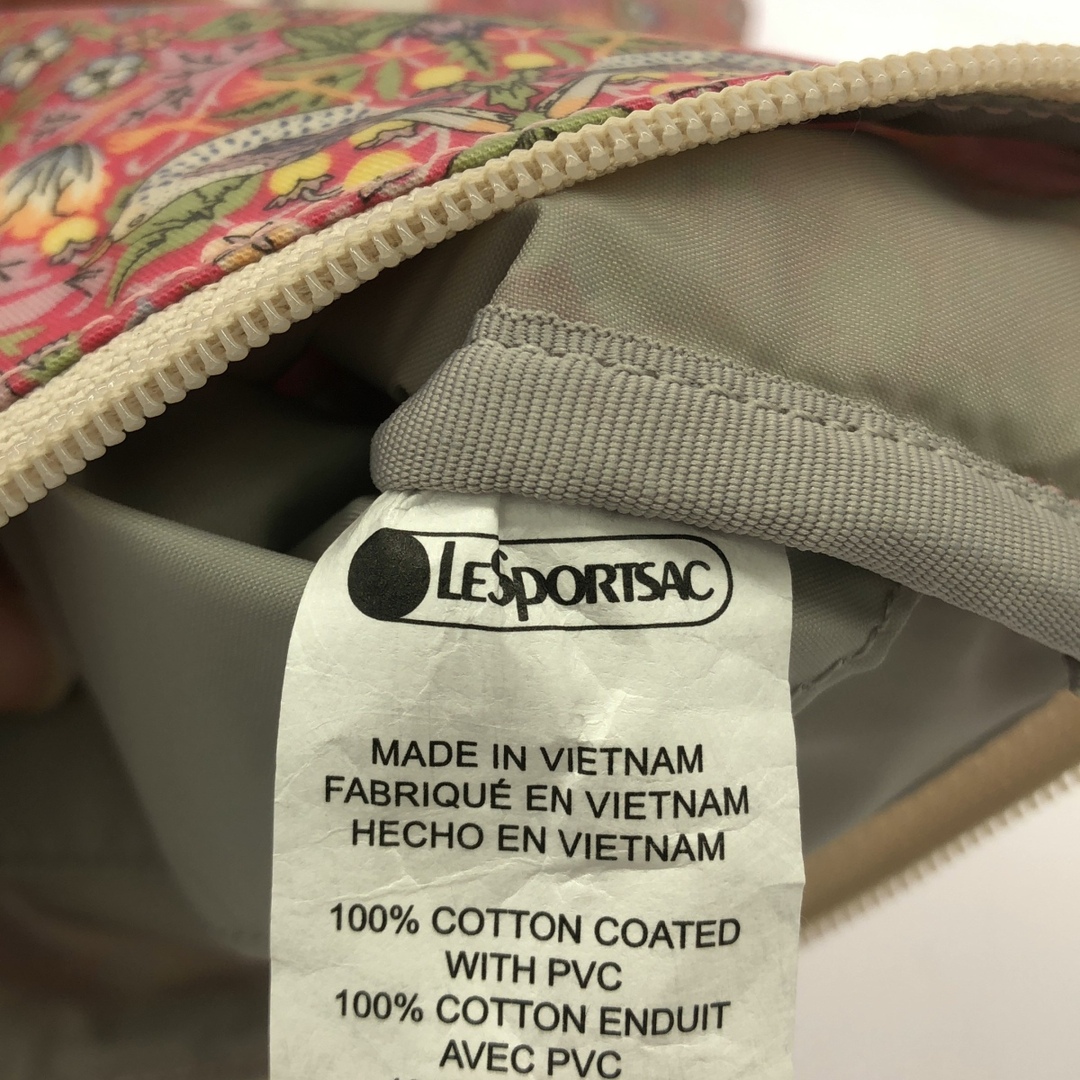 LESPORTSAC
MADE IN VIETNAM
FABRIQUÉ EN VIETNAM
HECHO EN VIETNAM
100% COTTON COATED
WITH PVC
100% COTTON ENDUIT
AVEC PVC